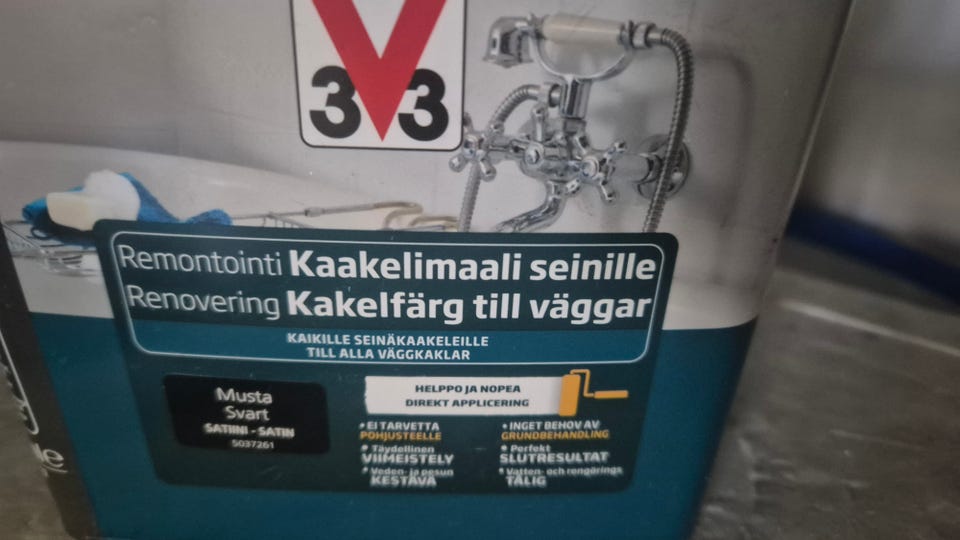 3V3
Remontointi Kaakelimaali seinille
Renovering Kakelfärg till väggar
KAIKILLE SEINÄKAAKELEILLE
TILL ALLA VÄGGKAKLAR
Musta
Svart
SATIINI - SATIN
5037261
HELPPO JA NOPEA
DIREKT APPLICERING
• EI TARVETTA
POHJUSTEELLE
• Täydellinen
VIIMEISTELY
• Veden- ja pesun
KESTÄVÄ
• INGET BEHOV AV
GRUNDBEHANDLING
• Perfekt
SLUTRESULTAT
• Vatten- och rengörings
TÅLIG